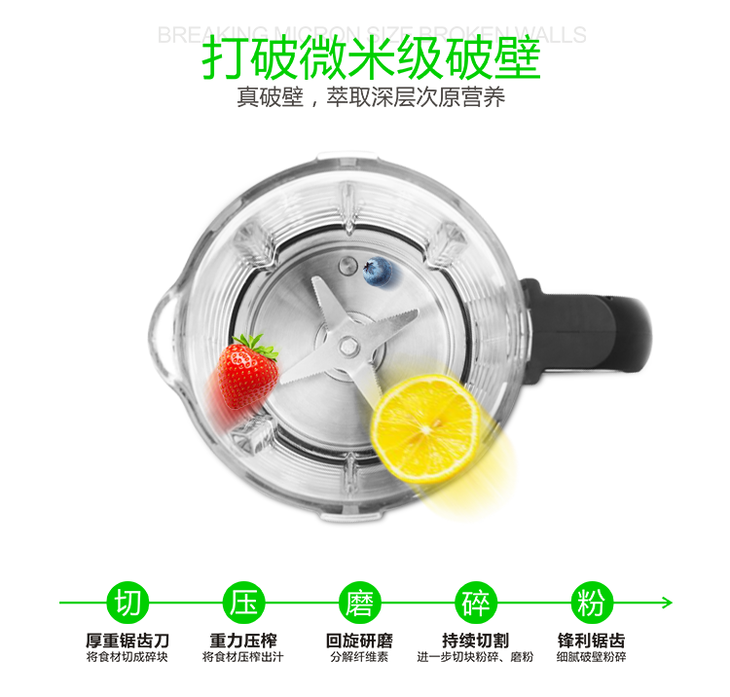 BREAKING MICRON SIZE BROKEN WALLS
打破微米级破壁
真破壁，萃取深层次原营养
切 压 磨 碎 粉
厚重锯齿刀 重力压榨 回旋研磨 持续切割 锋利锯齿
将食材切成碎块 将食材压榨出汁 分解纤维素 进一步切块粉碎、磨粉 细腻破壁粉碎